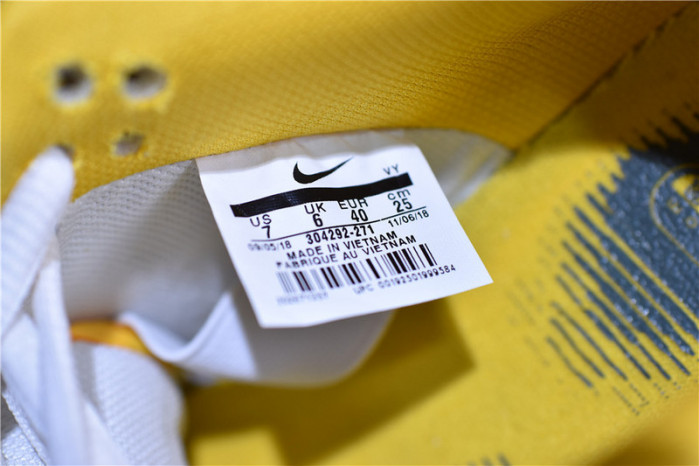 VY
US UK EUR cm
7 6 40 25
09/05/18 304292-271 11/06/18
MADE IN VIETNAM
FABRIQUE AU VIETNAM
UPC 00192501999584